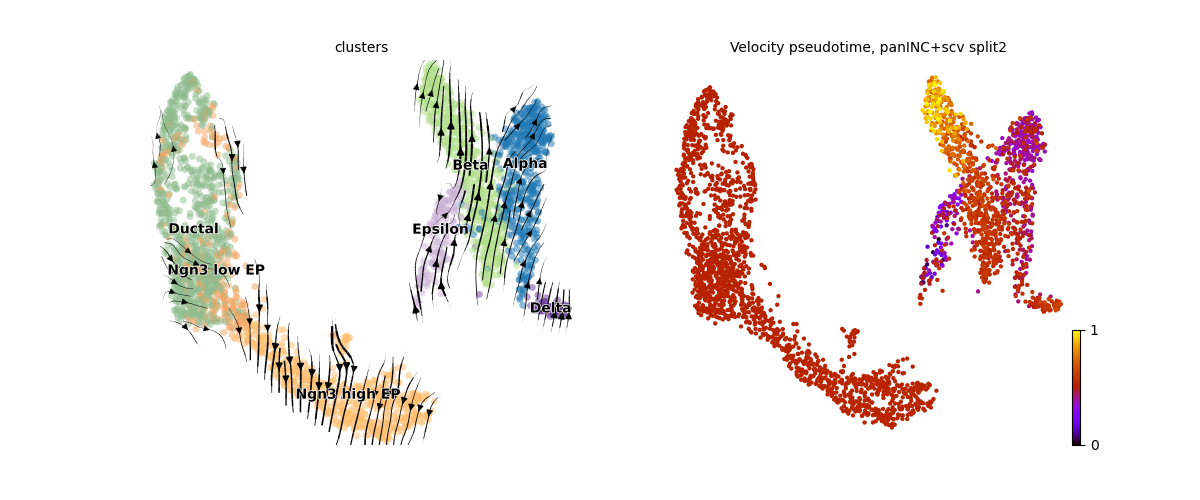 clusters
Velocity pseudotime, panINC+scv split2
Beta
Alpha
Ductal
Epsilon
Ngn3 low EP
Delta
Ngn3 high EP
1
0